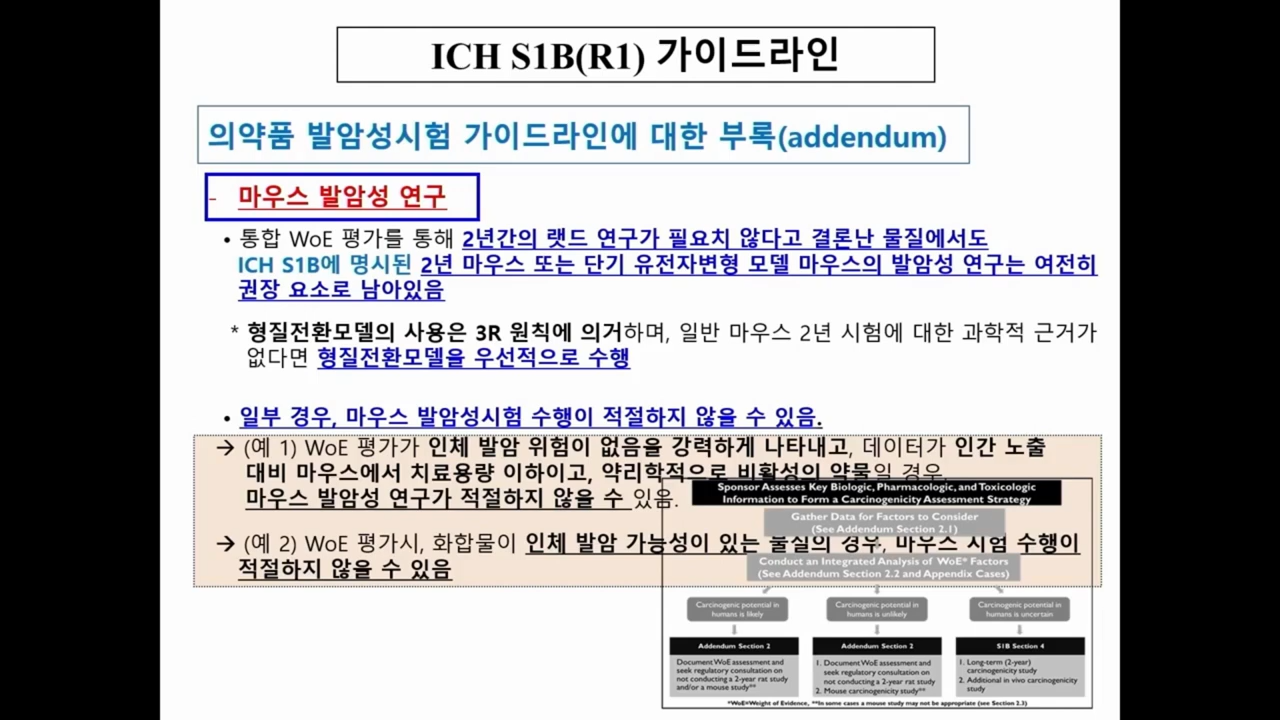 ICH S1B(R1) 가이드라인
의약품 발암성시험 가이드라인에 대한 부록(addendum)
- 마우스 발암성 연구
• 통합 WoE 평가를 통해 2년간의 랫드 연구가 필요치 않다고 결론난 물질에서도
ICH S1B에 명시된 2년 마우스 또는 단기 유전자변형 모델 마우스의 발암성 연구는 여전히
권장 요소로 남아있음
* 형질전환모델의 사용은 3R 원칙에 의거하며, 일반 마우스 2년 시험에 대한 과학적 근거가
없다면 형질전환모델을 우선적으로 수행
• 일부 경우, 마우스 발암성시험 수행이 적절하지 않을 수 있음.
→ (예 1) WoE 평가가 인체 발암 위험이 없음을 강력하게 나타내고, 데이터가 인간 노출
대비 마우스에서 치료용량 이하이고, 약리학적으로 비활성의 약물일 경우
마우스 발암성 연구가 적절하지 않을 수 있음.
→ (예 2) WoE 평가시, 화합물이 인체 발암 가능성이 있는 물질의 경우, 마우스 시험 수행이
적절하지 않을 수 있음
Sponsor Assesses Key Biologic, Pharmacologic, and Toxicologic
Information to Form a Carcinogenicity Assessment Strategy
Gather Data for Factors to Consider
(See Addendum Section 2.1)
Conduct an Integrated Analysis of WoE* Factors
(See Addendum Section 2.2 and Appendix Cases)
Carcinogenic potential in
humans is likely
Carcinogenic potential in
humans is unlikely
Carcinogenic potential in
humans is uncertain
Addendum Section 2
Document WoE assessment and
seek regulatory consultation on
not conducting a 2-year rat study
and/or a mouse study**
Addendum Section 2
1. Document WoE assessment and
seek regulatory consultation on
not conducting a 2-year rat study
2. Mouse carcinogenicity study**
S1B Section 4
1. Long-term (2-year)
carcinogenicity study
2. Additional in vivo carcinogenicity
study
*WoE=Weight of Evidence, **In some cases a mouse study may not be appropriate (see Section 2.3)